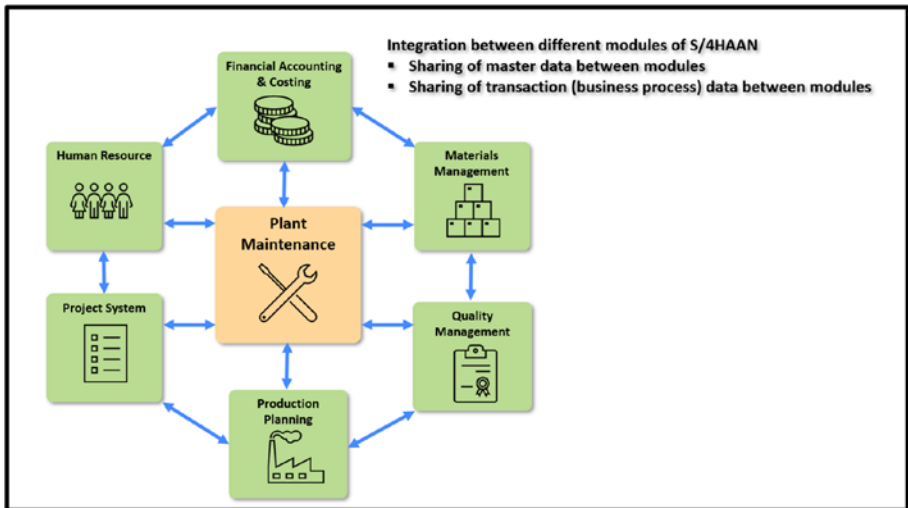 Integration between different modules of S/4HAAN
▪ Sharing of master data between modules
▪ Sharing of transaction (business process) data between modules
Financial Accounting
& Costing
Human Resource
Materials
Management
Plant
Maintenance
Project System
Quality
Management
Production
Planning